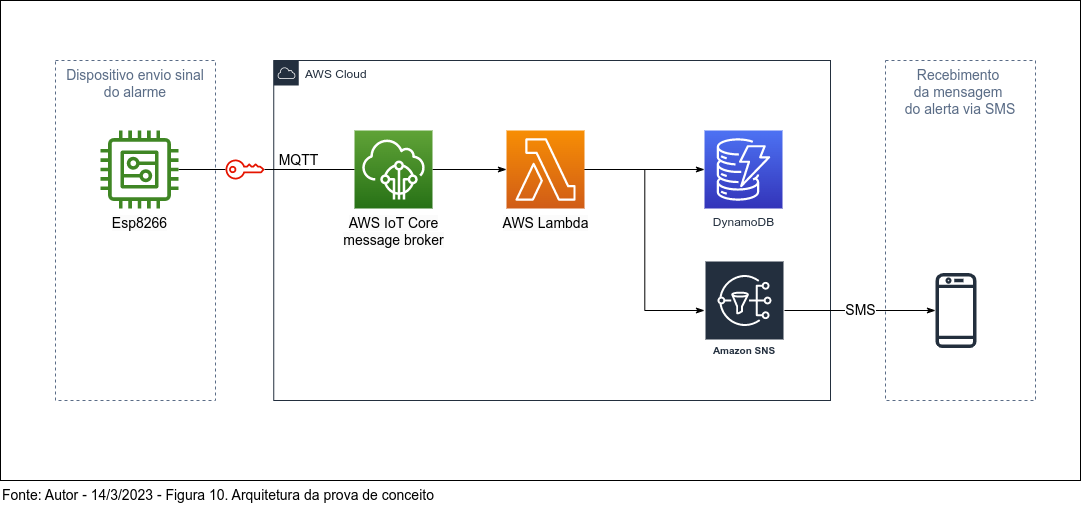 Dispositivo envio sinal
do alarme
Esp8266
MQTT
AWS Cloud
AWS IoT Core
message broker
AWS Lambda
DynamoDB
Amazon SNS
SMS
Recebimento
da mensagem
do alerta via SMS
Fonte: Autor - 14/3/2023 - Figura 10. Arquitetura da prova de conceito